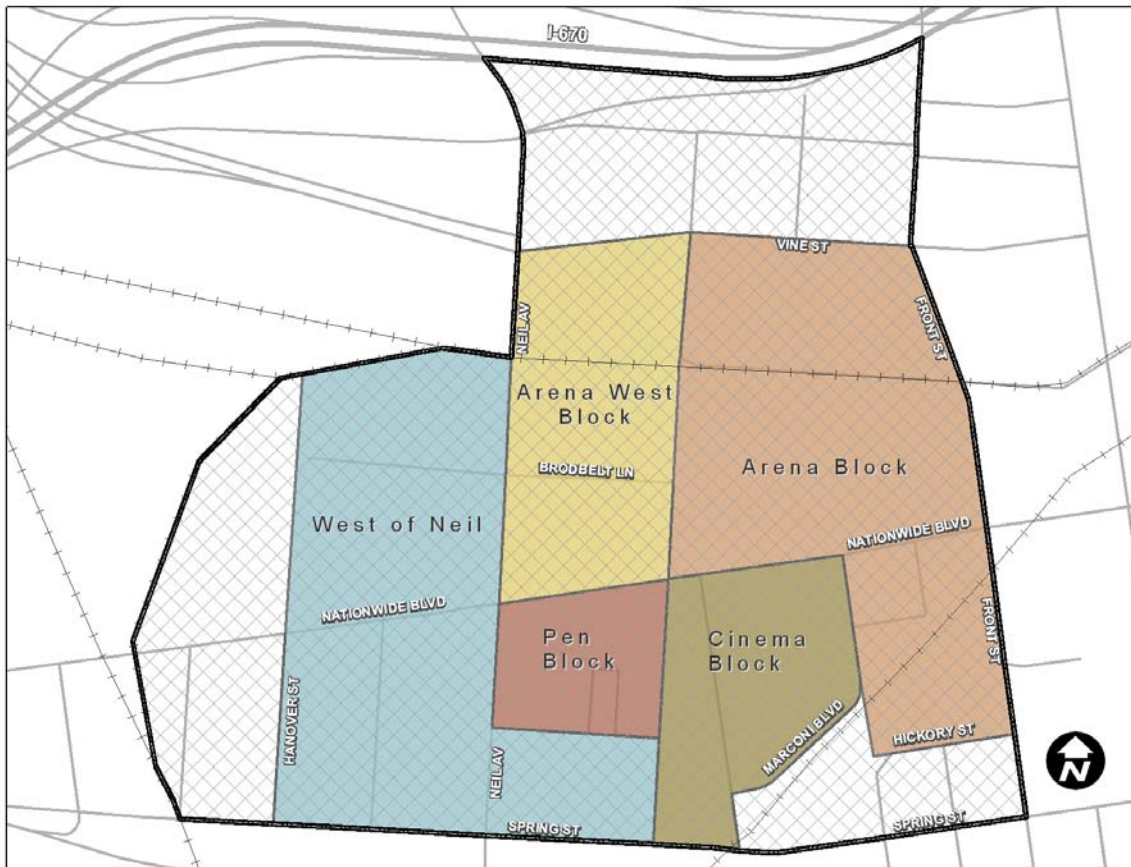 I-670
VINE ST
NEIL AV
FRONT ST
Arena West
Block
BRODBELT LN
Arena Block
West of Neil
NATIONWIDE BLVD
NATIONWIDE BLVD
Pen
Block
Cinema
Block
FRONT ST
HANOVER ST
MARCONI BLVD
HICKORY ST
NEIL AV
SPRING ST
SPRING ST
N